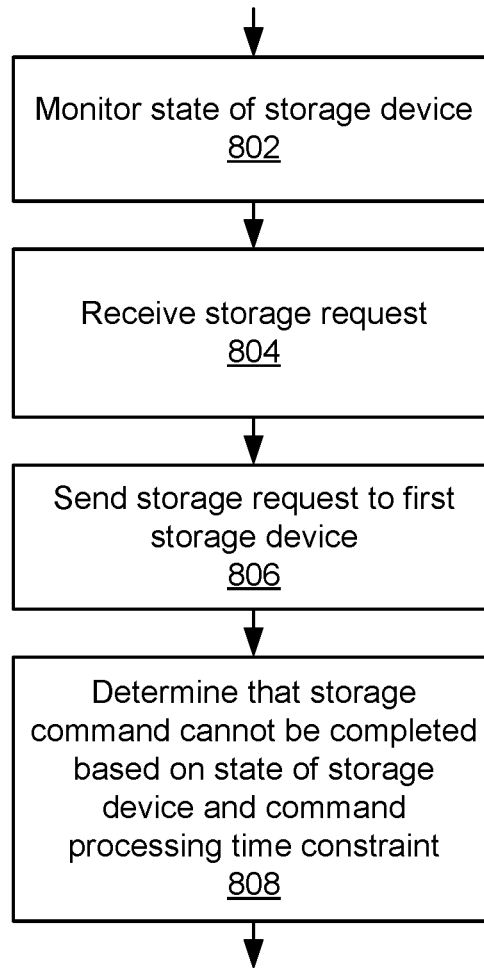 Monitor state of storage device
802
Receive storage request
804
Send storage request to first
storage device
806
Determine that storage
command cannot be completed
based on state of storage
device and command
processing time constraint
808